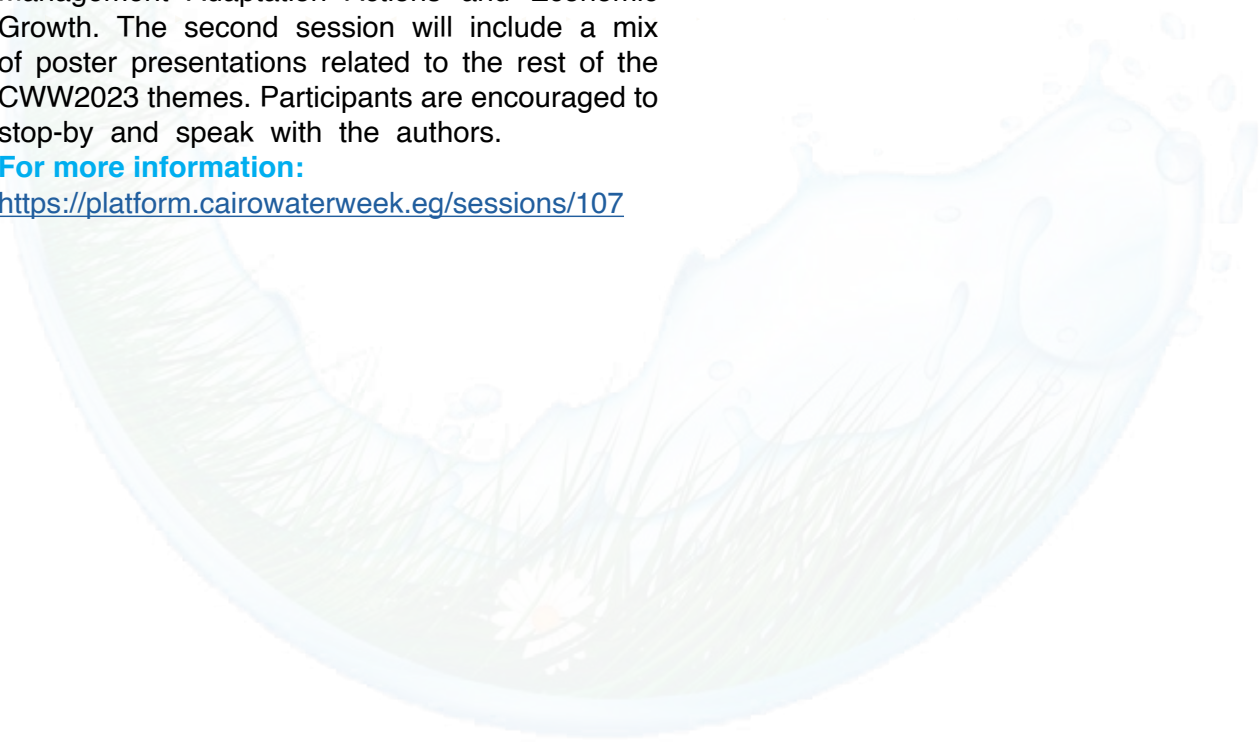 Management Adaptation Actions and Economic
Growth. The second session will include a mix
of poster presentations related to the rest of the
CWW2023 themes. Participants are encouraged to
stop-by and speak with the authors.
For more information:
https://platform.cairowaterweek.eg/sessions/107